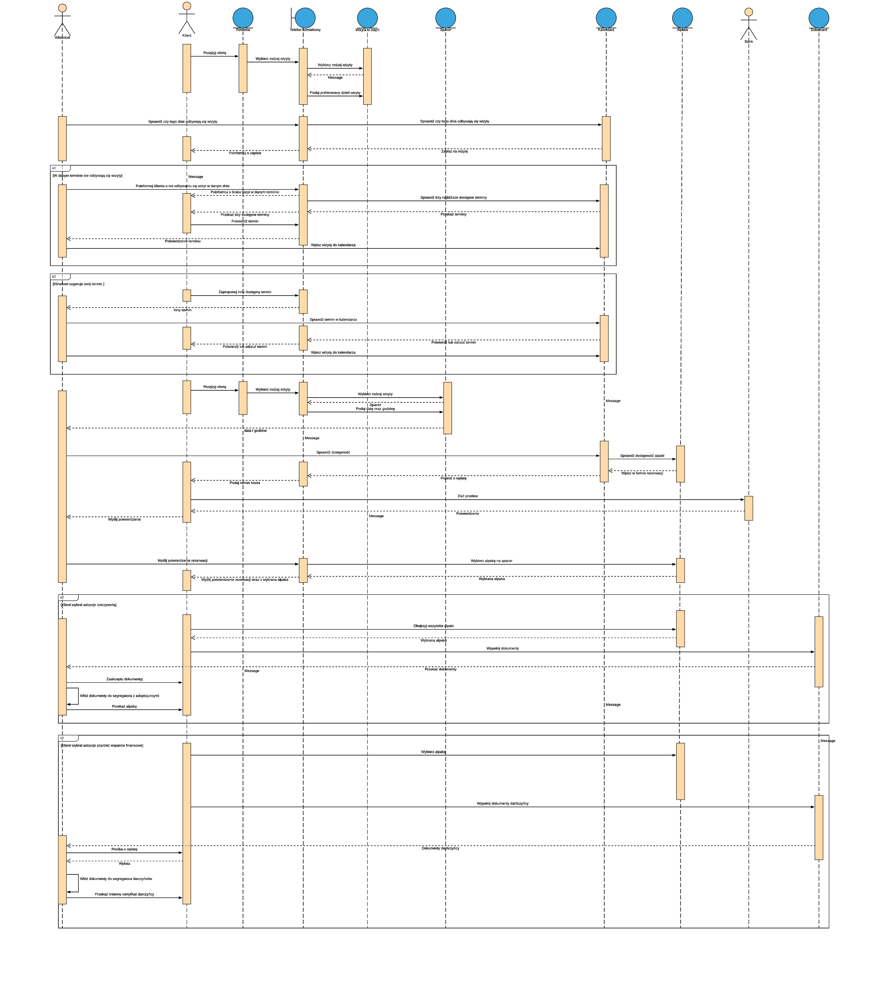 Właścicel
Klient
Reklama
Telefon komórkowy
Wizyta w stajni
Spacer
Kalendarz
Alpaka
Bank
Dokument
Przejżyj ofertę
Wybierz rodzaj wizyty
Wybierz rodzaj wizyty
Message
Podaj preferowany dzień wizyty
Sprawdź czy tego dnia odbywają się wizyty
Sprawdź czy tego dnia odbywają się wizyty
Zapisz na wizytę
Poinformuj o zapisie
alt
[W danym terminie nie odbywają się wizyty]
Message
Poinformuj klienta o nie odbywaniu się wizyt w danym dniu
Poinformuj o braku wizyt w danym terminie
Sprawdź trzy najbliższe dostępne terminy
Przekaż trzy dostępne terminy
Przekaż terminy
Potwierdź termin
Potwierdzenie terminu
Wpisz wizytę do kalendarza
alt
[Klinetowi sugeruje swój termin ]
Zaproponuj inny dostępny termin
Inny termin
Sprawdź termin w kalendarzu
Potwierdź lub odrzuć termin
Potwierdź lub odrzuć termin
Wpisz wizytę do kalendarza
Przejżyj ofertę
Wybierz rodzaj wizyty
Wybierz rodzaj wizyty
Spacer
Podaj datę oraz godzinę
Message
data i godzine
Message
Sprawdź dostępność
Sprawdź dostępność alpaki
Wpisz w formie rezerwacji
Poproś o wpłatę
Podaj numer konta
Zleć przelew
Potwierdzenie
Message
Wyślij potwierdzenie
Wyślij potwierdzenie rezerwacji
Wybierz alpakę na spacer
Wybrana alpaka
Wyślij potwierdzenie rezereacji wraz z wybrana alpaka
alt
[Klient wybrał adopcje rzeczywsitą]
Obejrzyj wszytskie alpaki
Wybrana alpaka
Wypełnij dokumenty
Przekaż dokumenty
Message
Zaakceptu dokumentyj
Włóż dokumenty do segregatora z adoptojuncymi
Message
Przekaż alpakę
alt
[Klient wybrał adopcje poprzez wsparcie finansowe]
Message
Wybierz alpakę
Wypełnij dokumenty darńczyńcy
Dokumenty darńczyńcy
Prośba o wpłatę
Wpłata
Włóż dokumenty do segregatora darczyńców
Przekaż imienny certyfikat darczyńcy